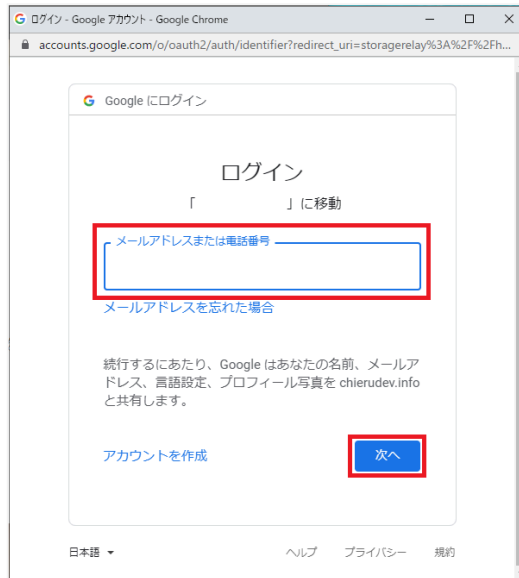 ログイン - Google アカウント - Google Chrome
accounts.google.com/o/oauth2/auth/identifier?redirect_uri=storagerelay%3A%2F%2Fh...
G Google にログイン
ログイン
「 」に移動
メールアドレスまたは電話番号
メールアドレスを忘れた場合
続行するにあたり、Google はあなたの名前、メールア
ドレス、言語設定、プロフィール写真を chierudev.info
と共有します。
アカウントを作成 次へ
日本語 ヘルプ プライバシー 規約